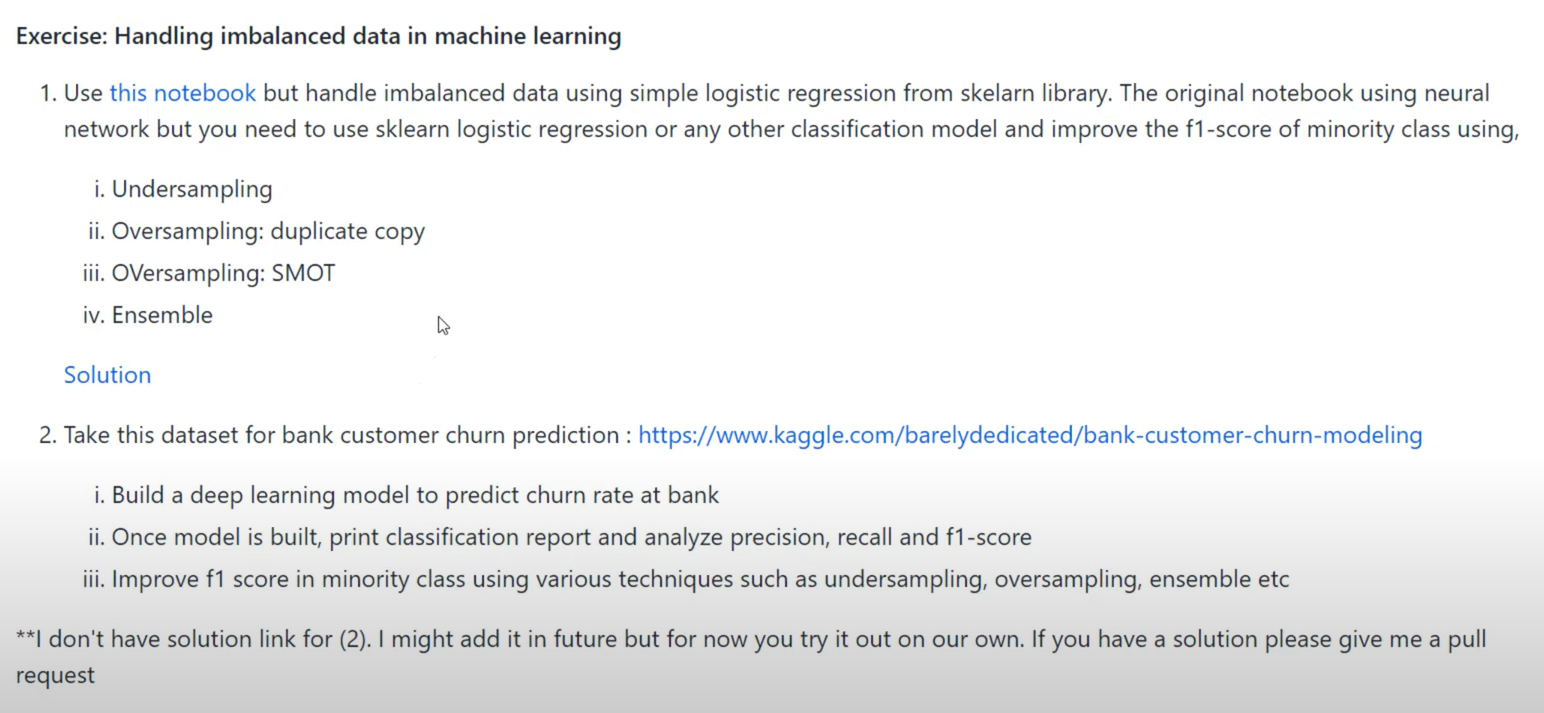 Exercise: Handling imbalanced data in machine learning
1. Use this notebook but handle imbalanced data using simple logistic regression from skelarn library. The original notebook using neural
network but you need to use sklearn logistic regression or any other classification model and improve the f1-score of minority class using,
i. Undersampling
ii. Oversampling: duplicate copy
iii. OVersampling: SMOT
iv. Ensemble
Solution
2. Take this dataset for bank customer churn prediction : https://www.kaggle.com/barelydedicated/bank-customer-churn-modeling
i. Build a deep learning model to predict churn rate at bank
ii. Once model is built, print classification report and analyze precision, recall and f1-score
iii. Improve f1 score in minority class using various techniques such as undersampling, oversampling, ensemble etc
**I don't have solution link for (2). I might add it in future but for now you try it out on our own. If you have a solution please give me a pull
request